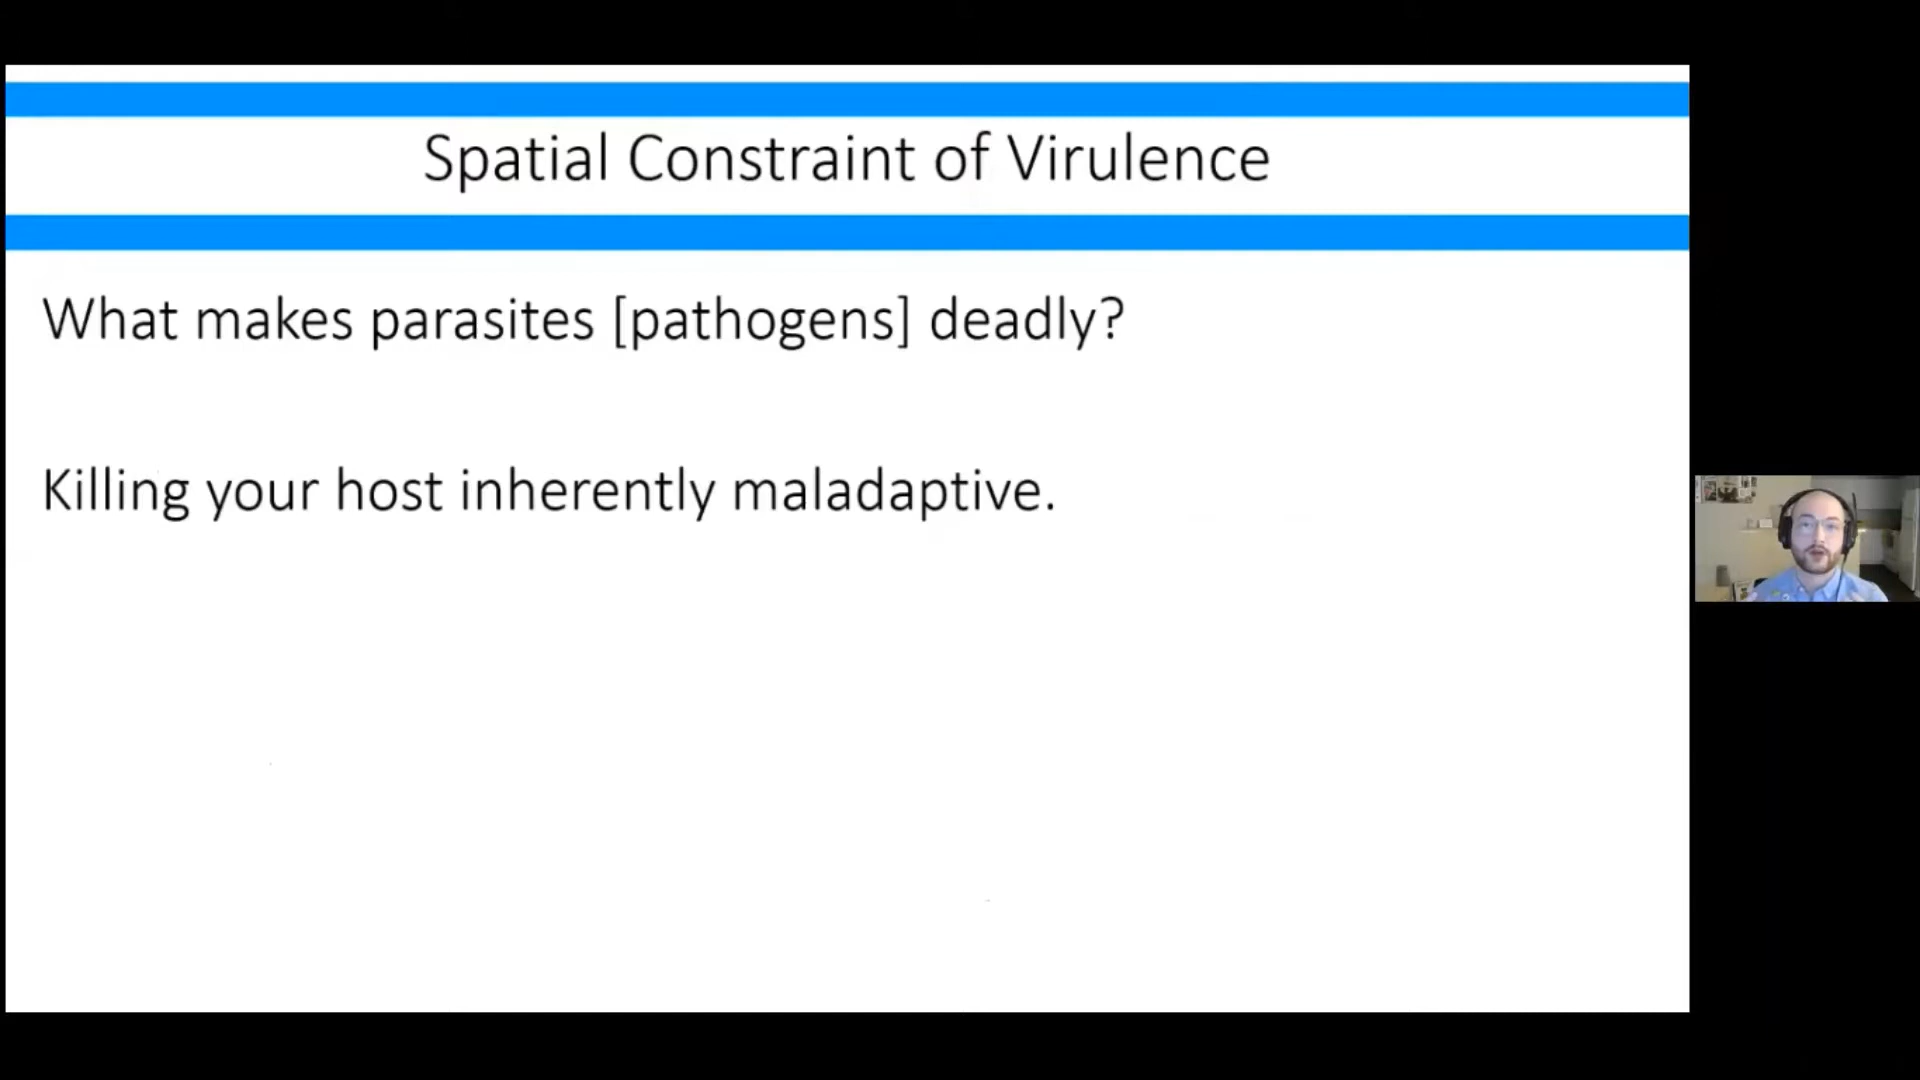 Spatial Constraint of Virulence
What makes parasites [pathogens] deadly?
Killing your host inherently maladaptive.